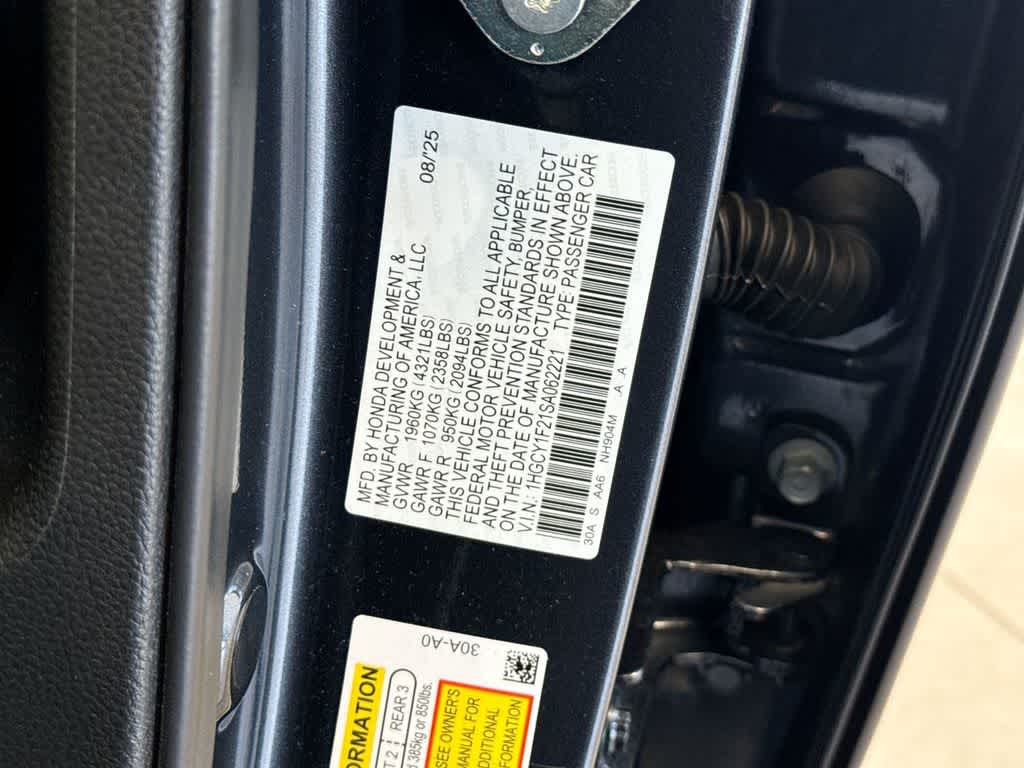 MFD. BY HONDA DEVELOPMENT & 08/'25
MANUFACTURING OF AMERICA, LLC
GVWR 1960KG (4321LBS)
GAWR F. 1070KG (2358LBS)
GAWR R. 950KG (2094LBS)
THIS VEHICLE CONFORMS TO ALL APPLICABLE
FEDERAL MOTOR VEHICLE SAFETY, BUMPER,
AND THEFT PREVENTION STANDARDS IN EFFECT
ON THE DATE OF MANUFACTURE SHOWN ABOVE.
V.I.N.: 1HGCY1F21SA062221 TYPE: PASSENGER CAR
30A S AA6 NH904M A A
30A-A0
REAR 3
385kg or 850lbs.
SEE OWNER'S
MANUAL FOR